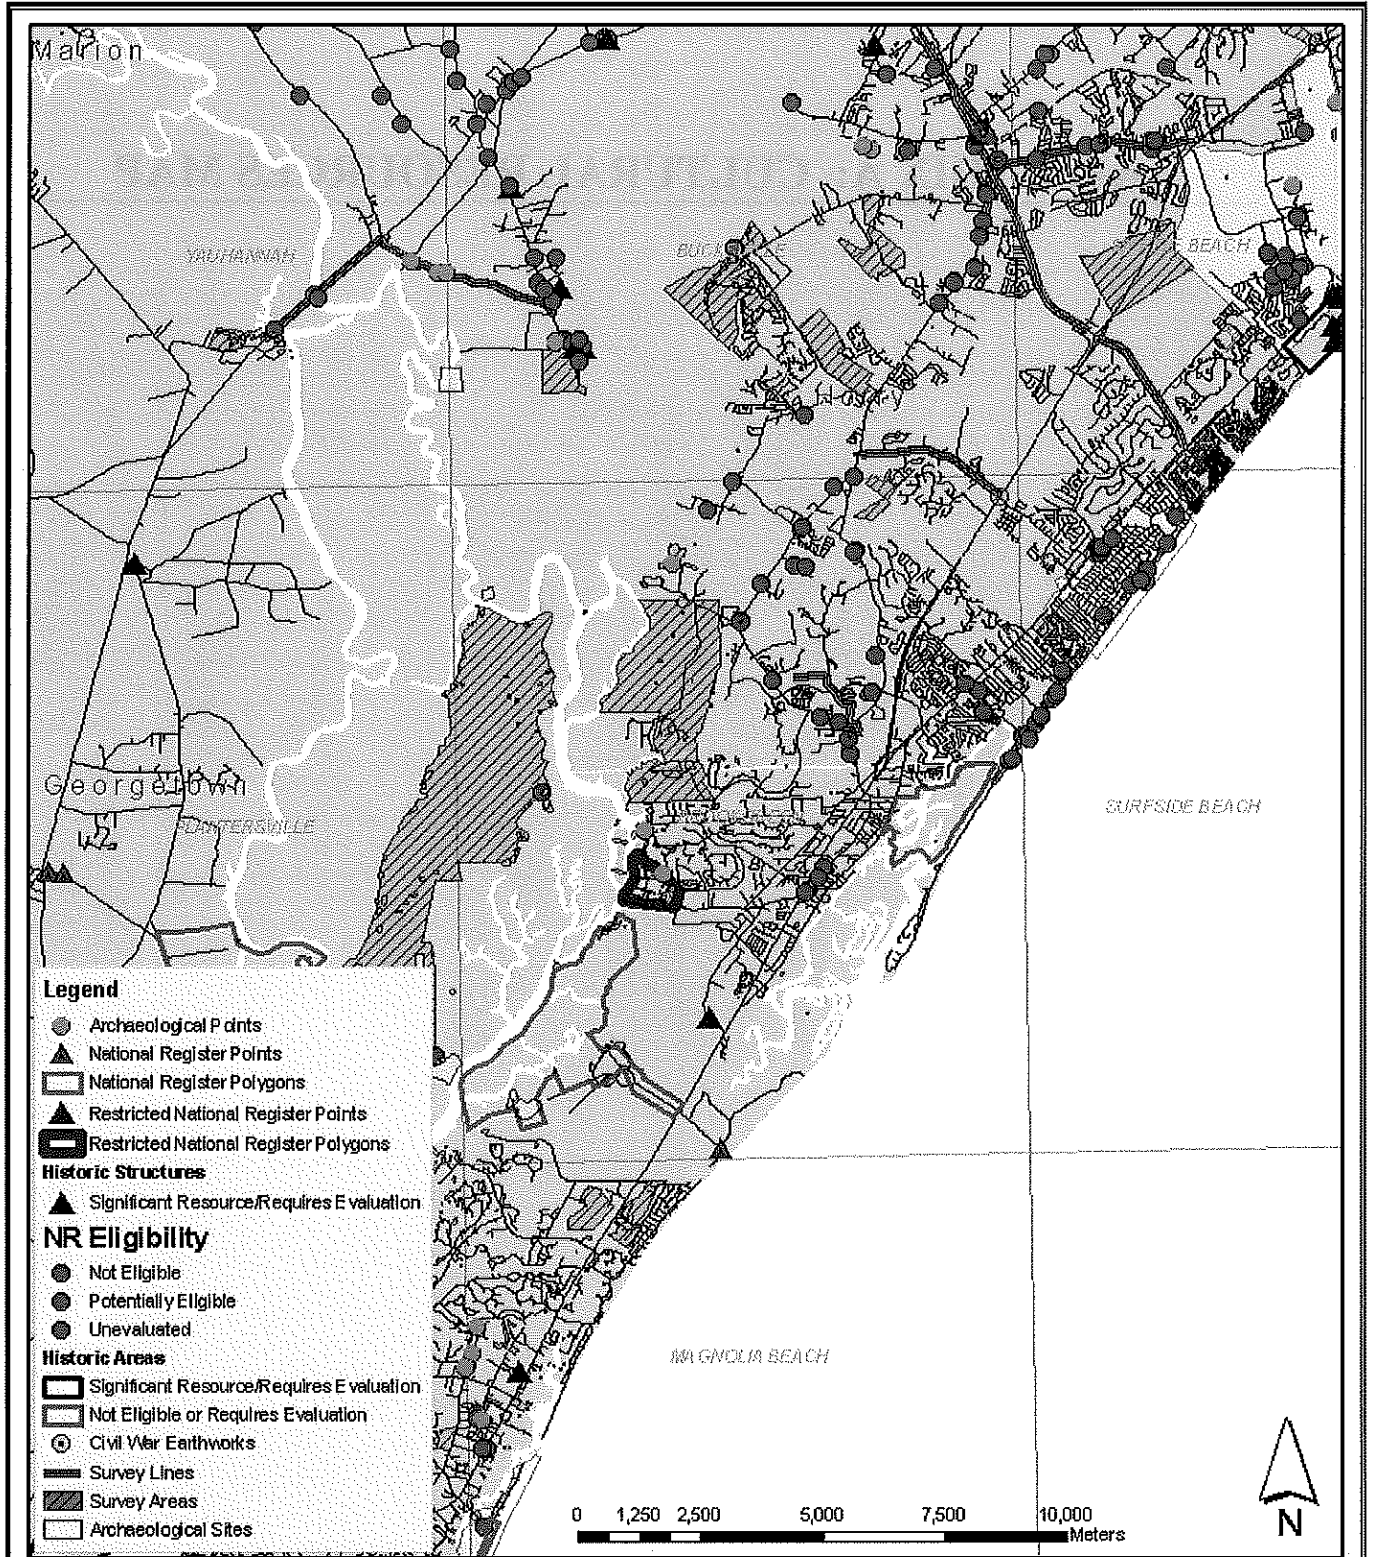 Marion
YAUHANNAH
BEACH
Horry
Georgetown
PLANTERSVILLE
SURFSIDE BEACH
MAGNOLIA BEACH
Legend
Archaeological Points
National Register Points
National Register Polygons
Restricted National Register Points
Restricted National Register Polygons
Historic Structures
Significant Resource/Requires Evaluation
NR Eligibility
Not Eligible
Potentially Eligible
Unevaluated
Historic Areas
Significant Resource/Requires Evaluation
Not Eligible or Requires Evaluation
Civil War Earthworks
Survey Lines
Survey Areas
Archaeological Sites
0 1,250 2,500 5,000 7,500 10,000
Meters
N